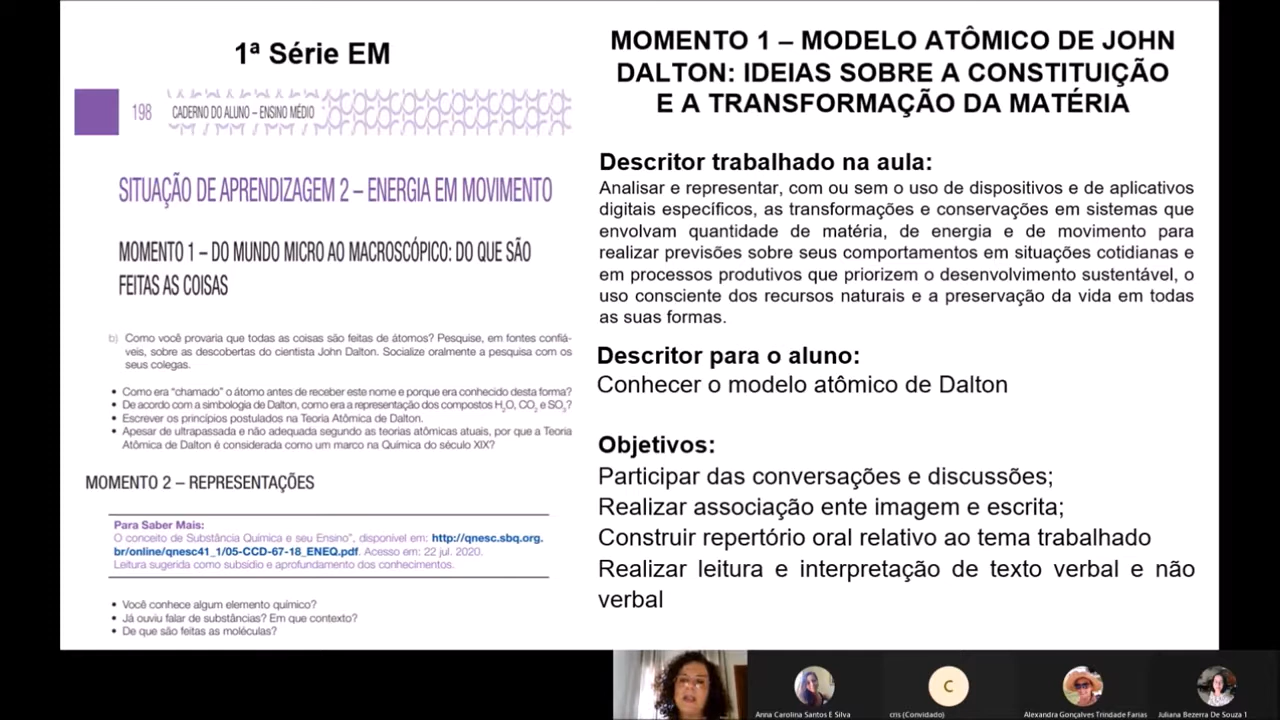 1ª Série EM
198 CADERNO DO ALUNO – ENSINO MÉDIO
SITUAÇÃO DE APRENDIZAGEM 2 – ENERGIA EM MOVIMENTO
MOMENTO 1 – DO MUNDO MICRO AO MACROSCÓPICO: DO QUE SÃO
FEITAS AS COISAS
b) Como você provaria que todas as coisas são feitas de átomos? Pesquise, em fontes confiá-
veis, sobre as descobertas do cientista John Dalton. Socialize oralmente a pesquisa com os
seus colegas.
• Como era “chamado” o átomo antes de receber este nome e porque era conhecido desta forma?
• De acordo com a simbologia de Dalton, como era a representação dos compostos H₂O, CO₂ e SO₃?
• Escrever os princípios postulados na Teoria Atômica de Dalton.
• Apesar de ultrapassada e não adequada segundo as teorias atômicas atuais, por que a Teoria
Atômica de Dalton é considerada como um marco na Química do século XIX?
MOMENTO 2 – REPRESENTAÇÕES
Para Saber Mais:
O conceito de Substância Química e seu Ensino”, disponível em: http://qnesc.sbq.org.
br/online/qnesc41_1/05-CCD-67-18_ENEQ.pdf. Acesso em: 22 jul. 2020.
Leitura sugerida como subsídio e aprofundamento dos conhecimentos.
• Você conhece algum elemento químico?
• Já ouviu falar de substâncias? Em que contexto?
• De que são feitas as moléculas?
MOMENTO 1 – MODELO ATÔMICO DE JOHN
DALTON: IDEIAS SOBRE A CONSTITUIÇÃO
E A TRANSFORMAÇÃO DA MATÉRIA
Descritor trabalhado na aula:
Analisar e representar, com ou sem o uso de dispositivos e de aplicativos
digitais específicos, as transformações e conservações em sistemas que
envolvam quantidade de matéria, de energia e de movimento para
realizar previsões sobre seus comportamentos em situações cotidianas e
em processos produtivos que priorizem o desenvolvimento sustentável, o
uso consciente dos recursos naturais e a preservação da vida em todas
as suas formas.
Descritor para o aluno:
Conhecer o modelo atômico de Dalton
Objetivos:
Participar das conversações e discussões;
Realizar associação ente imagem e escrita;
Construir repertório oral relativo ao tema trabalhado
Realizar leitura e interpretação de texto verbal e não
verbal
C
Anna Carolina Santos E Silva
cris (Convidado)
Alexandra Gonçalves Trindade Farias
Juliana Bezerra De Souza 1